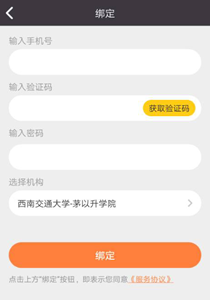 绑定
输入手机号
输入验证码
获取验证码
输入密码
选择机构
西南交通大学-茅以升学院
绑定
点击上方“绑定”按钮，即表示您同意《服务协议》